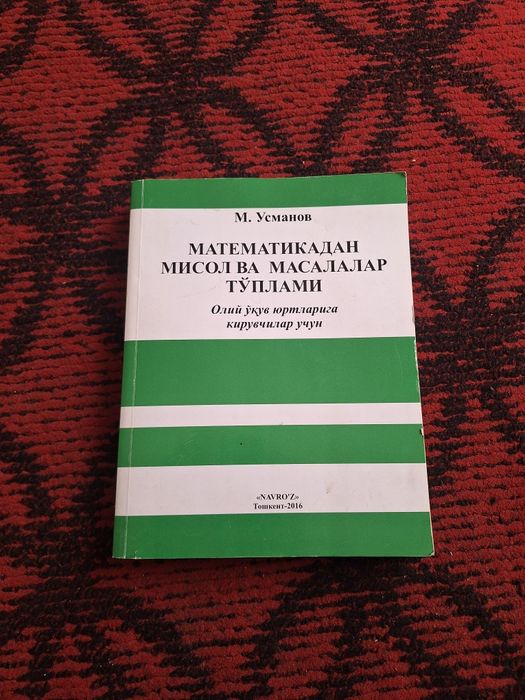 М. Усманов
МАТЕМАТИКАДАН
МИСОЛ ВА МАСАЛАЛАР
ТЎПЛАМИ
Олий ўқув юртларига
кирувчилар учун
«NAVRO'Z»
Тошкент-2016